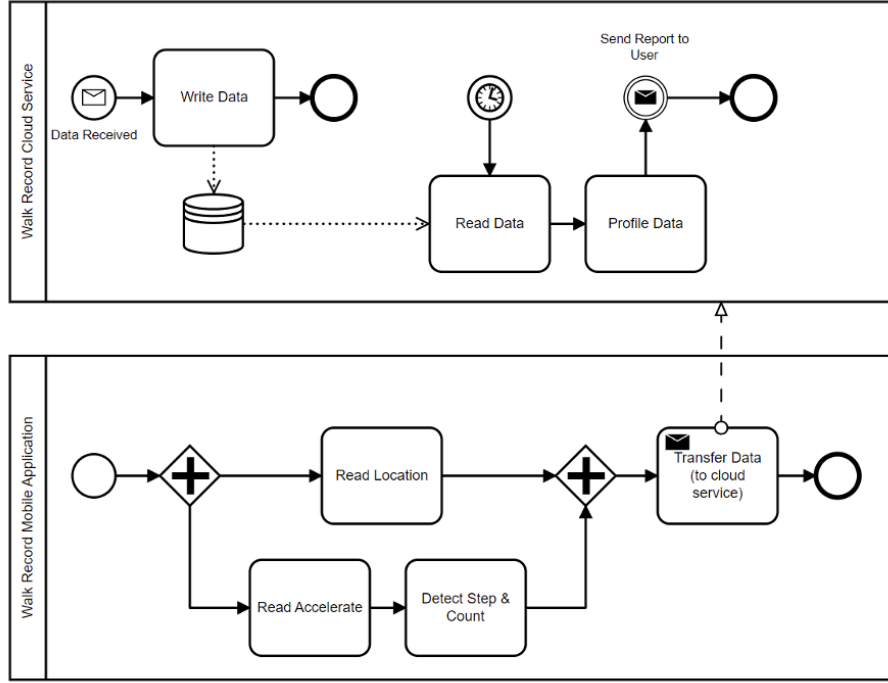 Walk Record Cloud Service
Data Received
Write Data
Send Report to
User
Read Data
Profile Data
Walk Record Mobile Application
Read Location
Transfer Data
(to cloud
service)
Read Accelerate
Detect Step &
Count